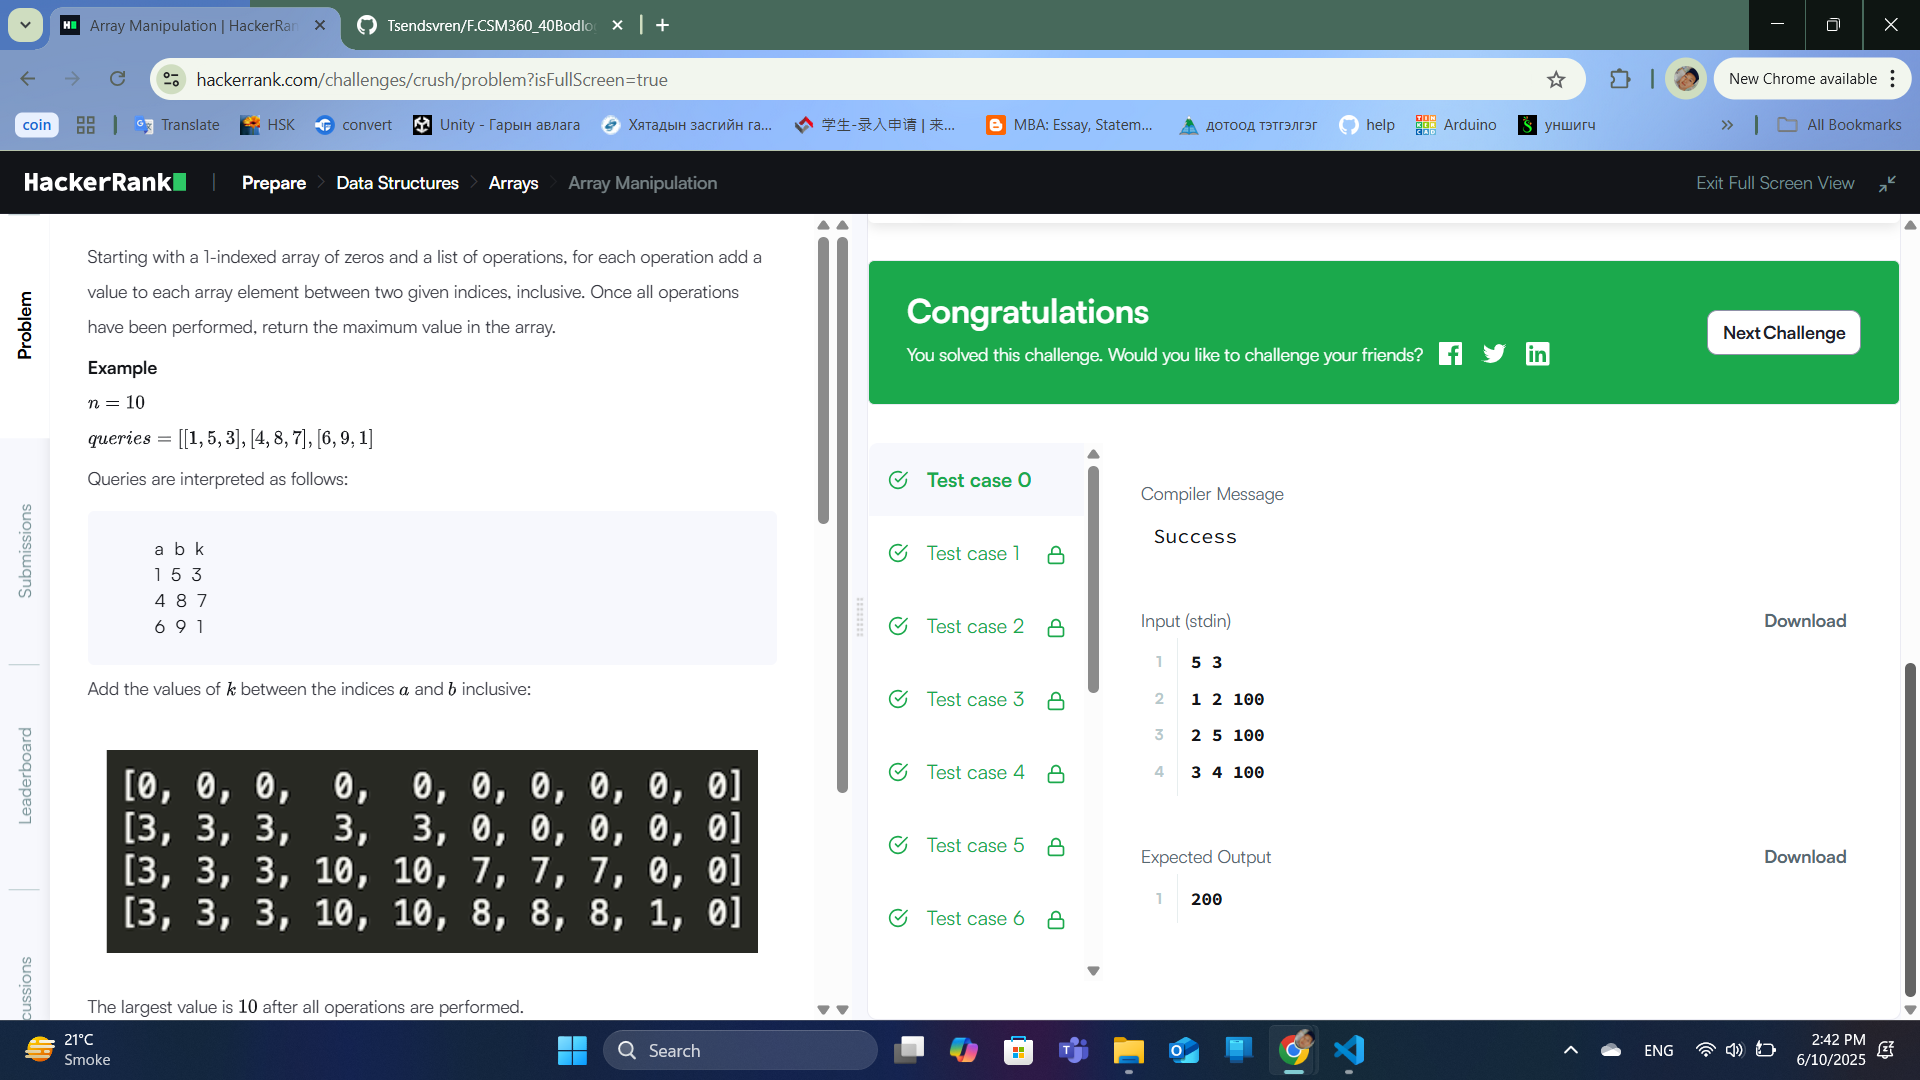 Array Manipulation | HackerRan
Tsendsvren/F.CSM360_40Bodlo
hackerrank.com/challenges/crush/problem?isFullScreen=true
New Chrome available
coin
Translate
HSK
convert
Unity - Гарын авлага
Хятадын засгийн га...
学生-录入申请 | 来...
MBA: Essay, Statem...
дотоод тэтгэлгэг
help
Arduino
уншигч
All Bookmarks
HackerRank
Prepare
Data Structures
Arrays
Array Manipulation
Exit Full Screen View
Problem
Submissions
Leaderboard
cussions
Starting with a 1-indexed array of zeros and a list of operations, for each operation add a
value to each array element between two given indices, inclusive. Once all operations
have been performed, return the maximum value in the array.
Example
n = 10
queries = [[1, 5, 3], [4, 8, 7], [6, 9, 1]
Queries are interpreted as follows:
a b k
1 5 3
4 8 7
6 9 1
Add the values of k between the indices a and b inclusive:
[0, 0, 0, 0, 0, 0, 0, 0, 0, 0]
[3, 3, 3, 3, 3, 0, 0, 0, 0, 0]
[3, 3, 3, 10, 10, 7, 7, 7, 0, 0]
[3, 3, 3, 10, 10, 8, 8, 8, 1, 0]
The largest value is 10 after all operations are performed.
Congratulations
You solved this challenge. Would you like to challenge your friends?
Next Challenge
Test case 0
Test case 1
Test case 2
Test case 3
Test case 4
Test case 5
Test case 6
Compiler Message
Success
Input (stdin)
Download
1 5 3
2 1 2 100
3 2 5 100
4 3 4 100
Expected Output
Download
1 200
21°C
Smoke
Search
ENG
2:42 PM
6/10/2025